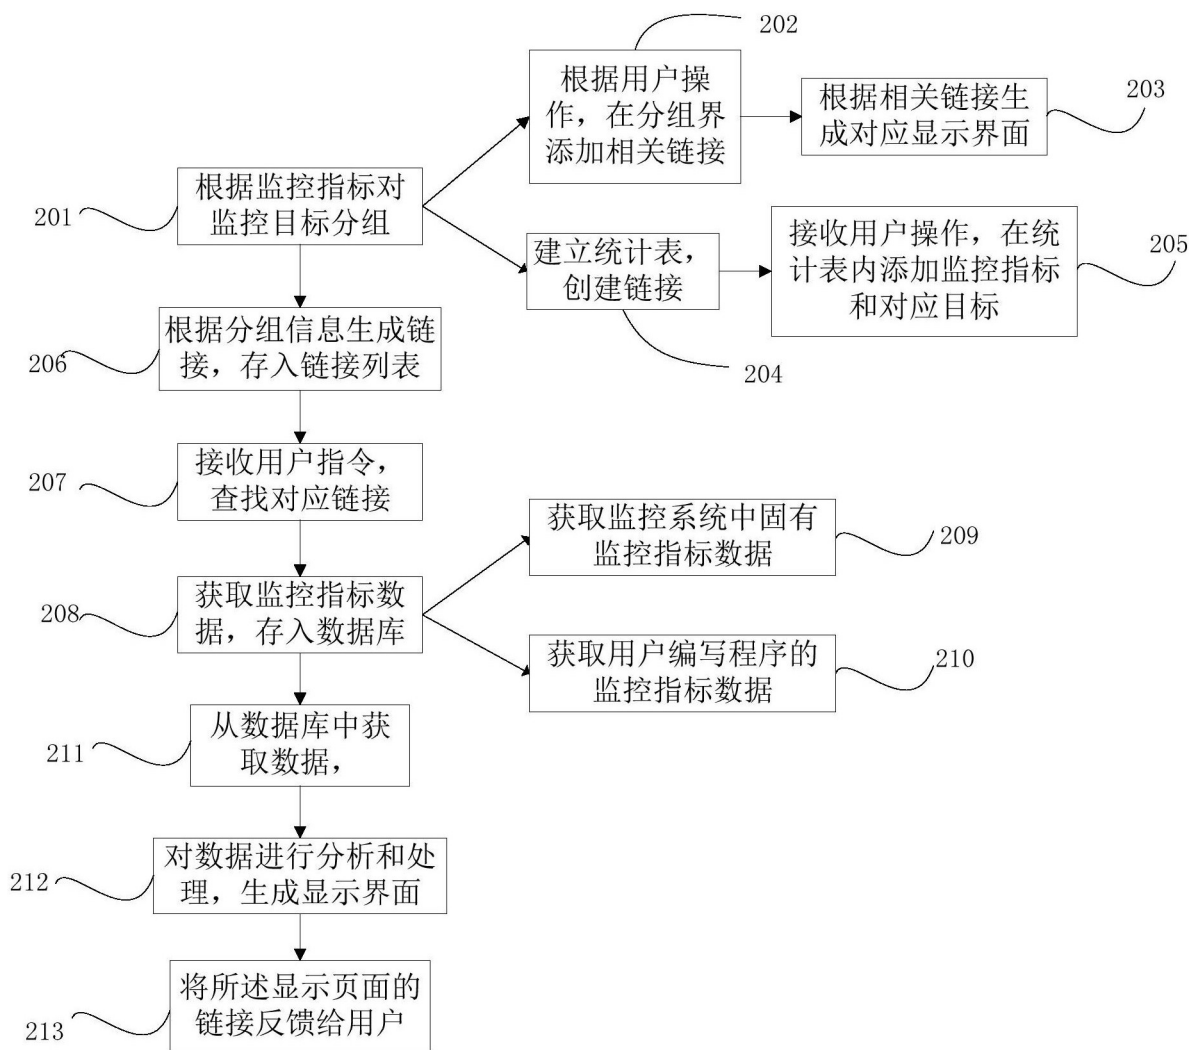 202
根据用户操
作，在分组界
添加相关链接
根据相关链接生
成对应显示界面
203
201
根据监控指标对
监控目标分组
建立统计表，
创建链接
204
接收用户操作，在统
计表内添加监控指标
和对应目标
205
206
根据分组信息生成链
接，存入链接列表
207
接收用户指令，
查找对应链接
获取监控系统中固有
监控指标数据
209
208
获取监控指标数
据，存入数据库
获取用户编写程序的
监控指标数据
210
211
从数据库中获
取数据，
212
对数据进行分析和处
理，生成显示界面
213
将所述显示页面的
链接反馈给用户